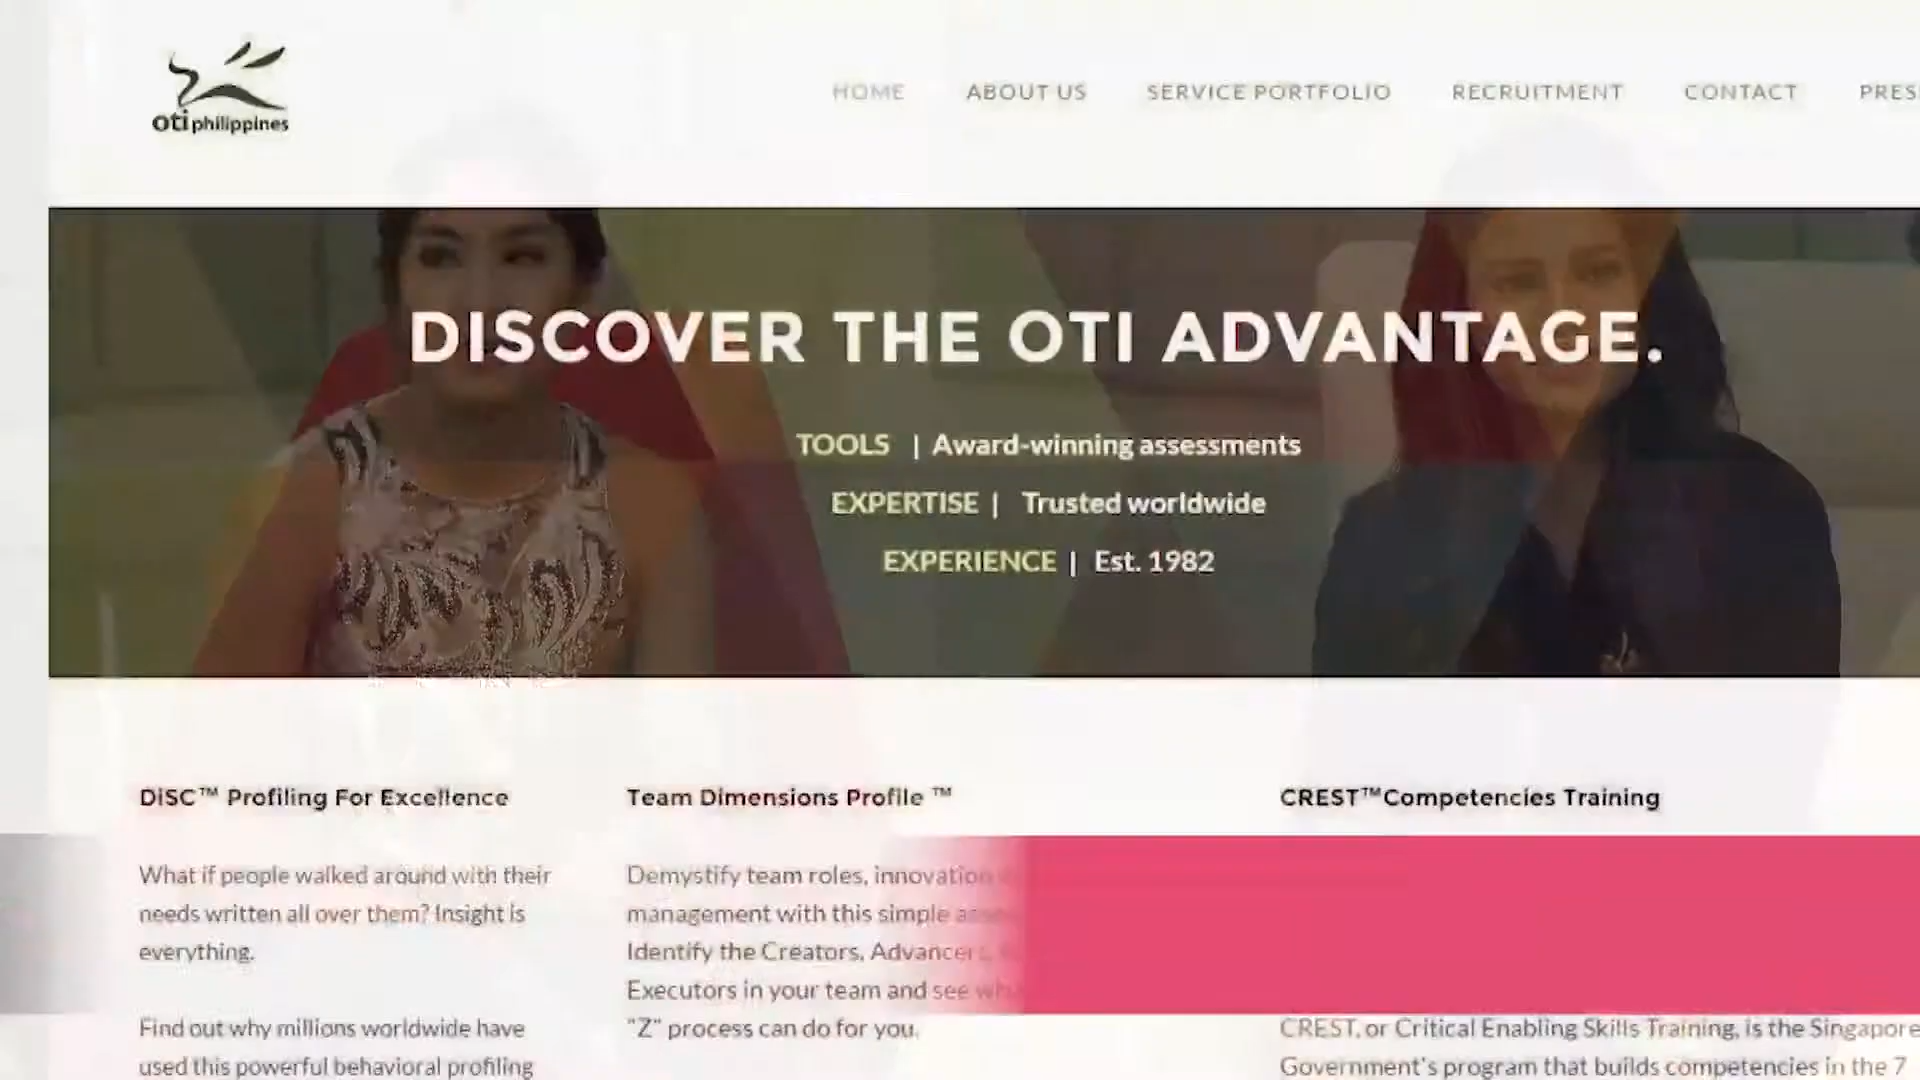 oti philippines
HOME ABOUT US SERVICE PORTFOLIO RECRUITMENT CONTACT
DISCOVER THE OTI ADVANTAGE.
TOOLS | Award-winning assessments
EXPERTISE | Trusted worldwide
EXPERIENCE | Est. 1982
DiSC™ Profiling For Excellence
What if people walked around with their
needs written all over them? Insight is
everything.
Find out why millions worldwide have
used this powerful behavioral profiling
Team Dimensions Profile ™
Demystify team roles, innovation
management with this simple
Identify the Creators, Advancers,
Executors in your team and see
"Z" process can do for you.
CREST™Competencies Training
CREST, or Critical Enabling Skills Training, is the Singapore
Government's program that builds competencies in the 7